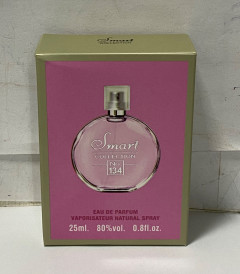 Smart
COLLECTION
No.
134
EAU DE PARFUM
VAPORISATEUR NATURAL SPRAY
25ml. 80%vol. 0.8fl.oz.